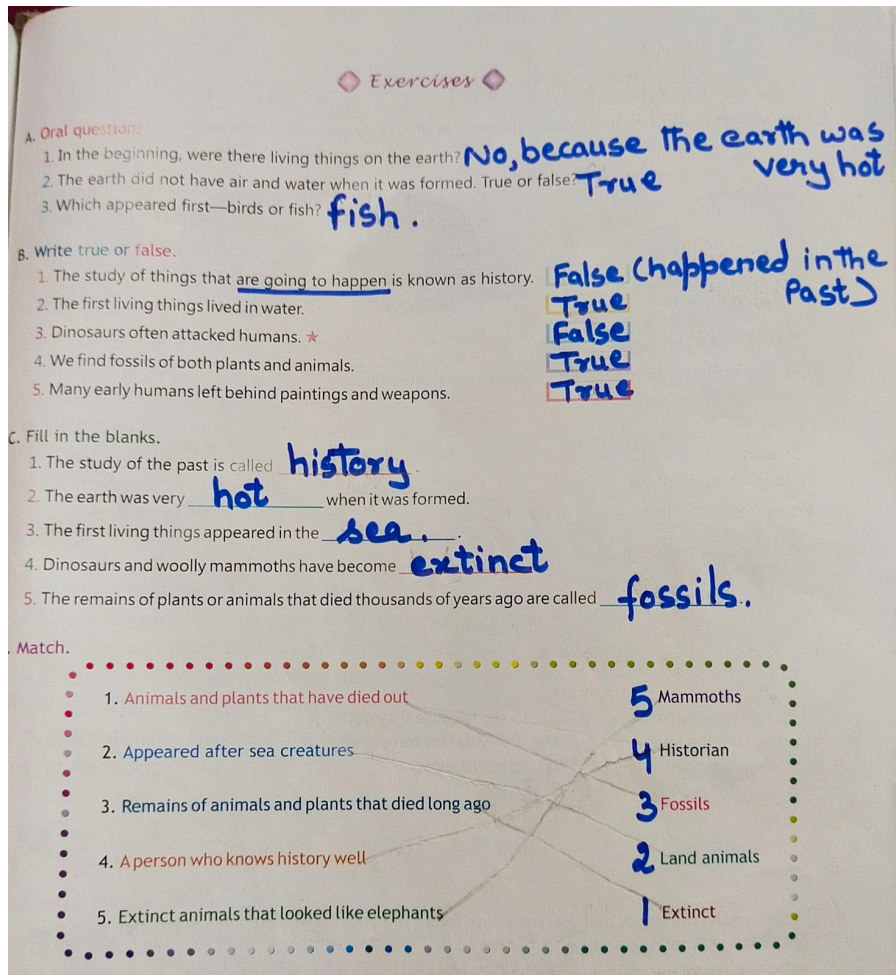 Exercises
A. Oral questions
1. In the beginning, were there living things on the earth? No, because the earth was
very hot
2. The earth did not have air and water when it was formed. True or false? True
3. Which appeared first—birds or fish? fish.
B. Write true or false.
1. The study of things that are going to happen is known as history. False (happened in the
Past)
2. The first living things lived in water. True
3. Dinosaurs often attacked humans. False
4. We find fossils of both plants and animals. True
5. Many early humans left behind paintings and weapons. True
C. Fill in the blanks.
1. The study of the past is called history.
2. The earth was very hot when it was formed.
3. The first living things appeared in the sea..
4. Dinosaurs and woolly mammoths have become extinct
5. The remains of plants or animals that died thousands of years ago are called fossils..
. Match.
1. Animals and plants that have died out 5 Mammoths
2. Appeared after sea creatures 4 Historian
3. Remains of animals and plants that died long ago 3 Fossils
4. A person who knows history well 2 Land animals
5. Extinct animals that looked like elephants 1 Extinct